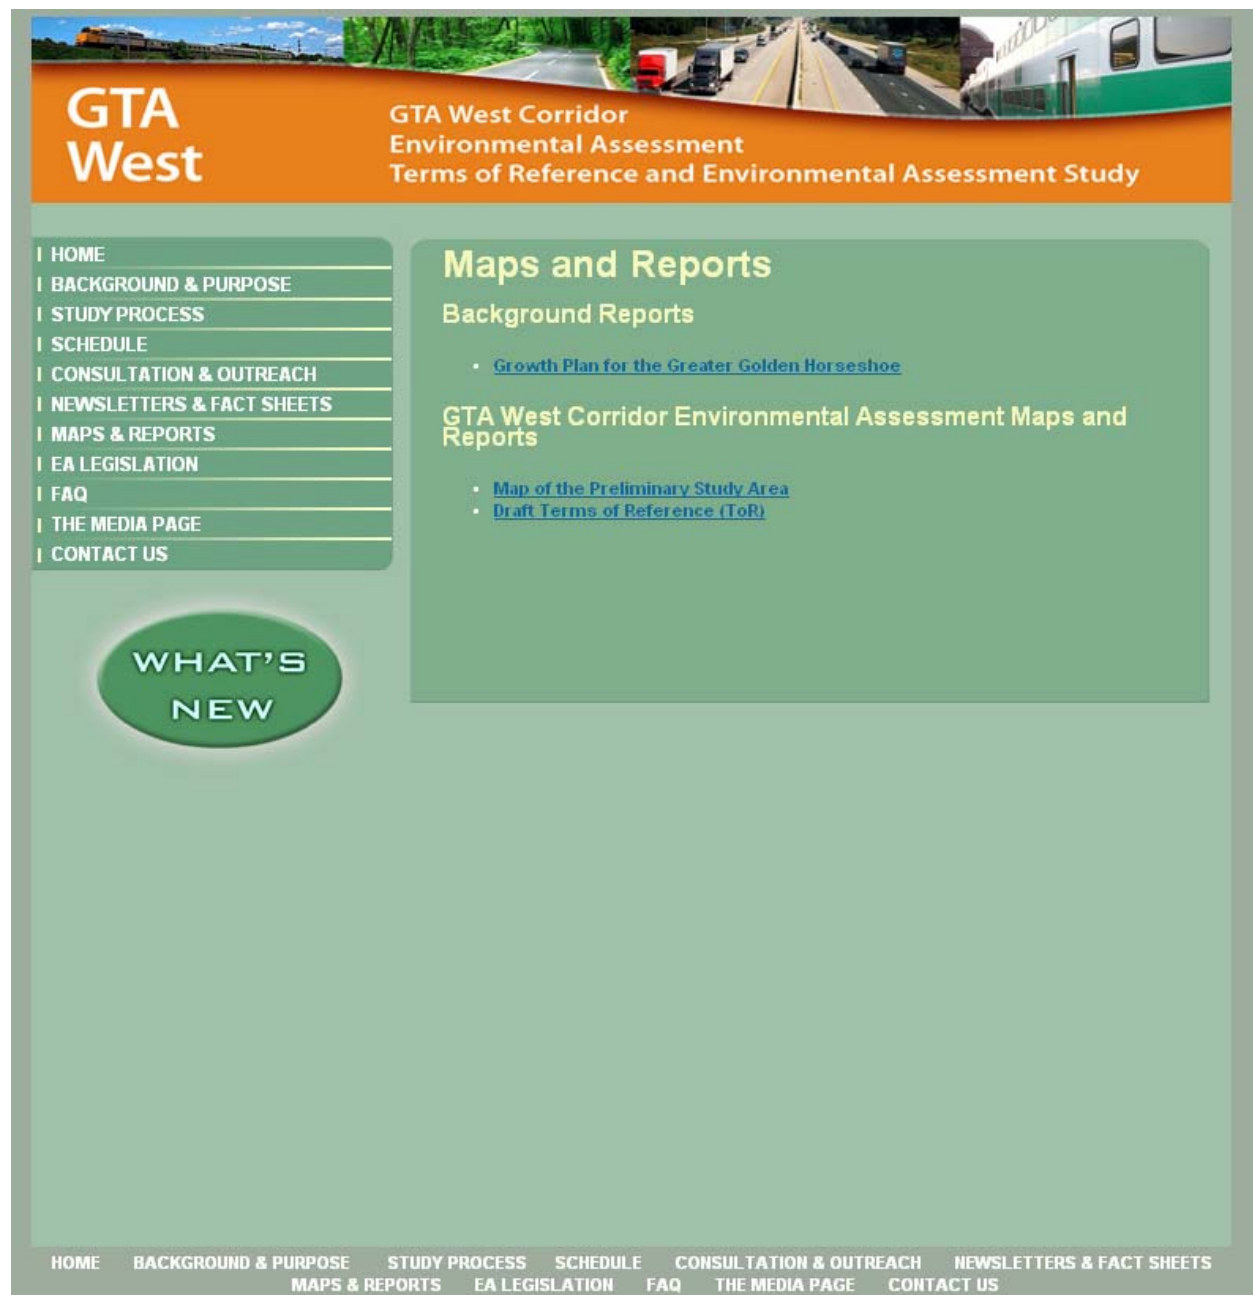 GTA
West
GTA West Corridor
Environmental Assessment
Terms of Reference and Environmental Assessment Study
HOME
BACKGROUND & PURPOSE
STUDY PROCESS
SCHEDULE
CONSULTATION & OUTREACH
NEWSLETTERS & FACT SHEETS
MAPS & REPORTS
EA LEGISLATION
FAQ
THE MEDIA PAGE
CONTACT US
WHAT'S
NEW
Maps and Reports
Background Reports
• Growth Plan for the Greater Golden Horseshoe
GTA West Corridor Environmental Assessment Maps and
Reports
• Map of the Preliminary Study Area
• Draft Terms of Reference (ToR)
HOME BACKGROUND & PURPOSE STUDY PROCESS SCHEDULE CONSULTATION & OUTREACH NEWSLETTERS & FACT SHEETS
MAPS & REPORTS EA LEGISLATION FAQ THE MEDIA PAGE CONTACT US